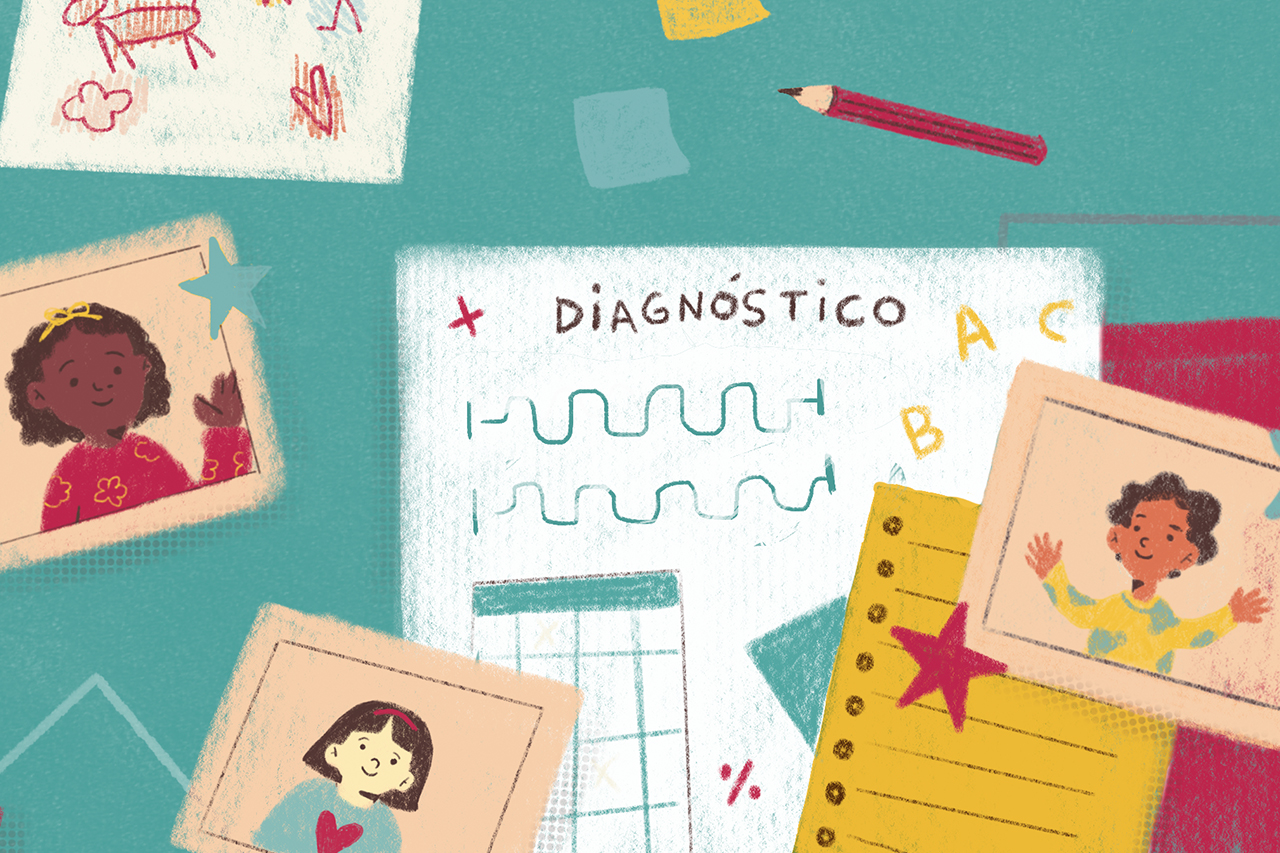 + DiAGNÓSTiCO
A C
B
%